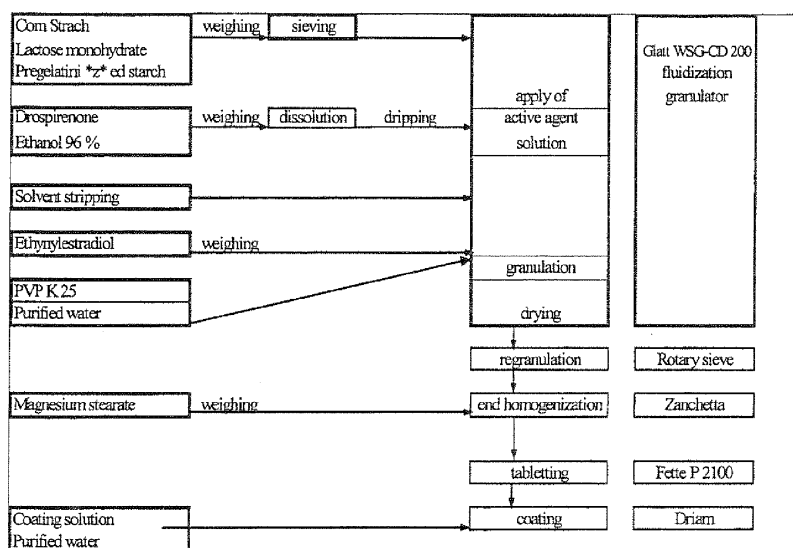 Corn Strach weighing sieving
Lactose monohydrate
Pregelatini *z* ed starch
Glatt WSG-CD 200
fluidization
granulator
apply of
Drospirenone weighing dissolution dripping active agent
Ethanol 96 % solution
Solvent stripping
Ethynylestradiol weighing
granulation
PVP K 25
Purified water drying
regranulation Rotary sieve
Magnesium stearate weighing end homogenization Zanchetta
tabletting Fette P 2100
Coating solution coating Driam
Purified water